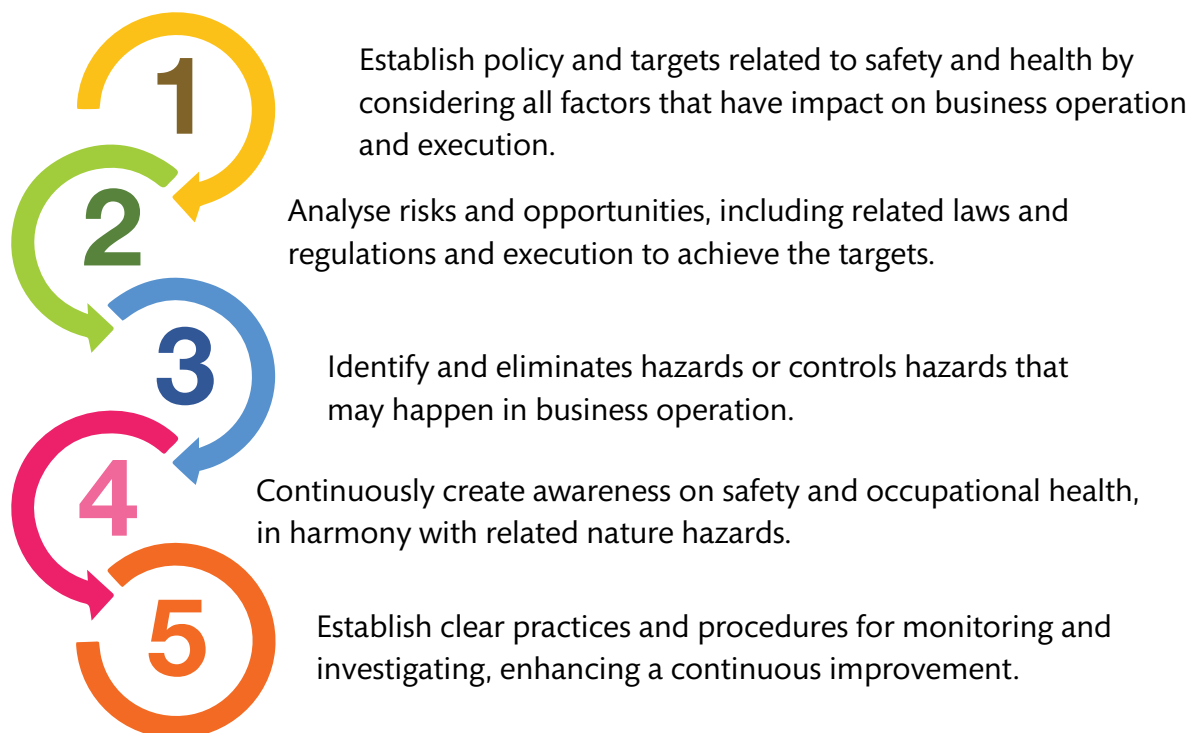 1
Establish policy and targets related to safety and health by
considering all factors that have impact on business operation
and execution.
2
Analyse risks and opportunities, including related laws and
regulations and execution to achieve the targets.
3
Identify and eliminates hazards or controls hazards that
may happen in business operation.
4
Continuously create awareness on safety and occupational health,
in harmony with related nature hazards.
5
Establish clear practices and procedures for monitoring and
investigating, enhancing a continuous improvement.